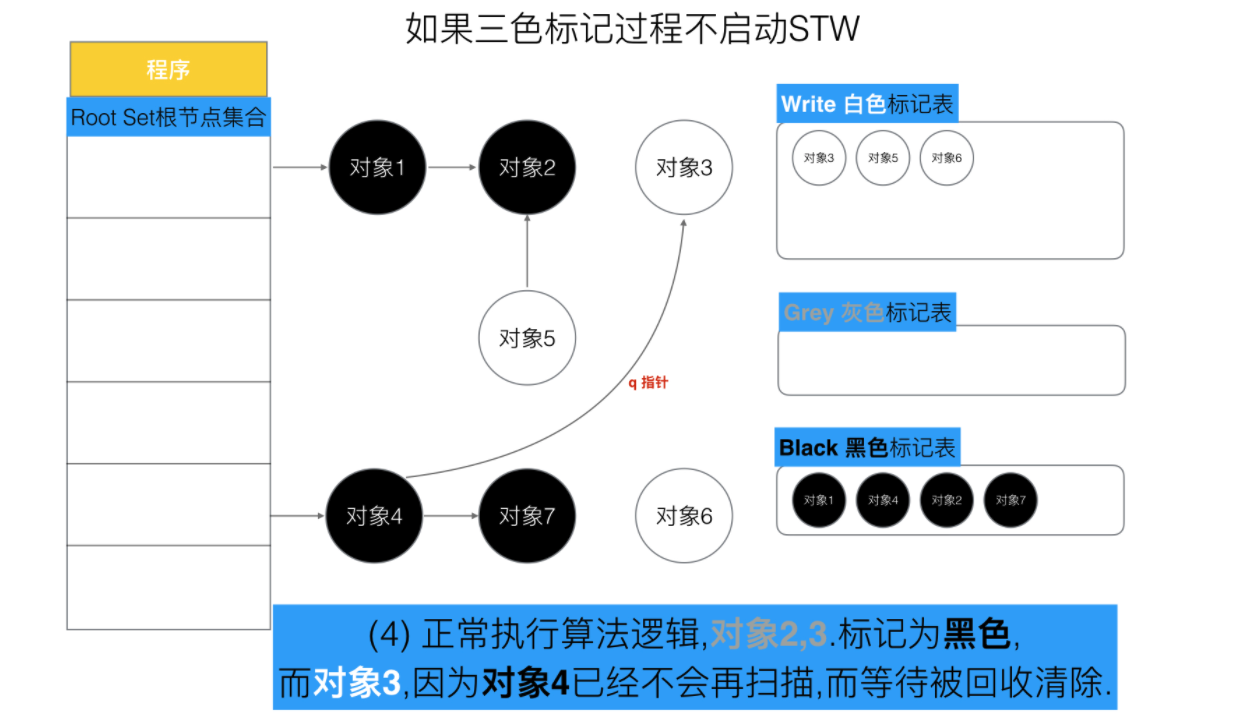 如果三色标记过程不启动STW
程序
Root Set根节点集合
对象1
对象2
对象3
对象5
q 指针
对象4
对象7
对象6
Write 白色标记表
对象3 对象5 对象6
Grey 灰色标记表
Black 黑色标记表
对象1 对象4 对象2 对象7
(4) 正常执行算法逻辑,对象2,3.标记为黑色,
而对象3,因为对象4已经不会再扫描,而等待被回收清除.